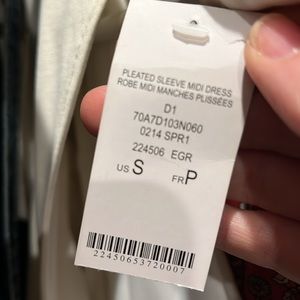 PLEATED SLEEVE MIDI DRESS
ROBE MIDI MANCHES PLISSÉES
D1
70A7D103N060
0214 SPR1
224506 EGR
US S FR P
22450653720007